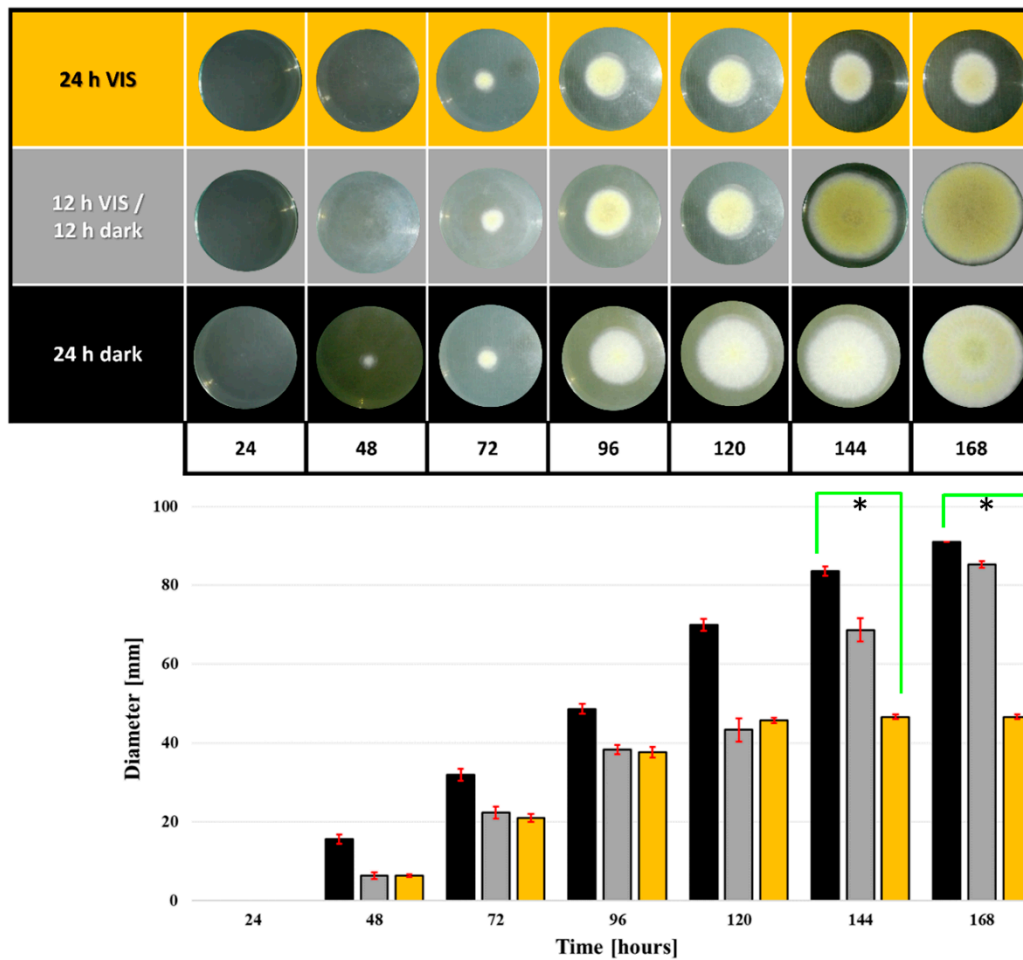 24 h VIS
12 h VIS /
12 h dark
24 h dark
24 48 72 96 120 144 168
100
80
60
40
20
0
* *
Diameter [mm]
24 48 72 96 120 144 168
Time [hours]